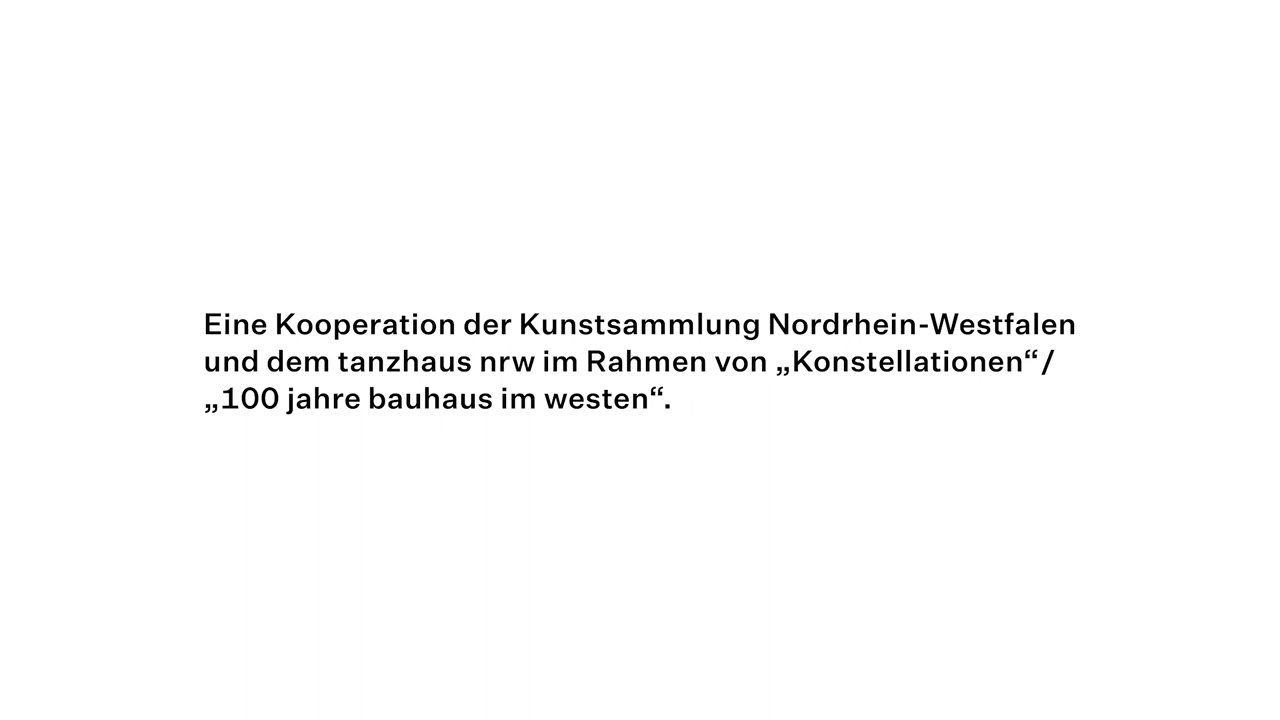 Eine Kooperation der Kunstsammlung Nordrhein-Westfalen
und dem tanzhaus nrw im Rahmen von „Konstellationen“/
„100 jahre bauhaus im westen“.